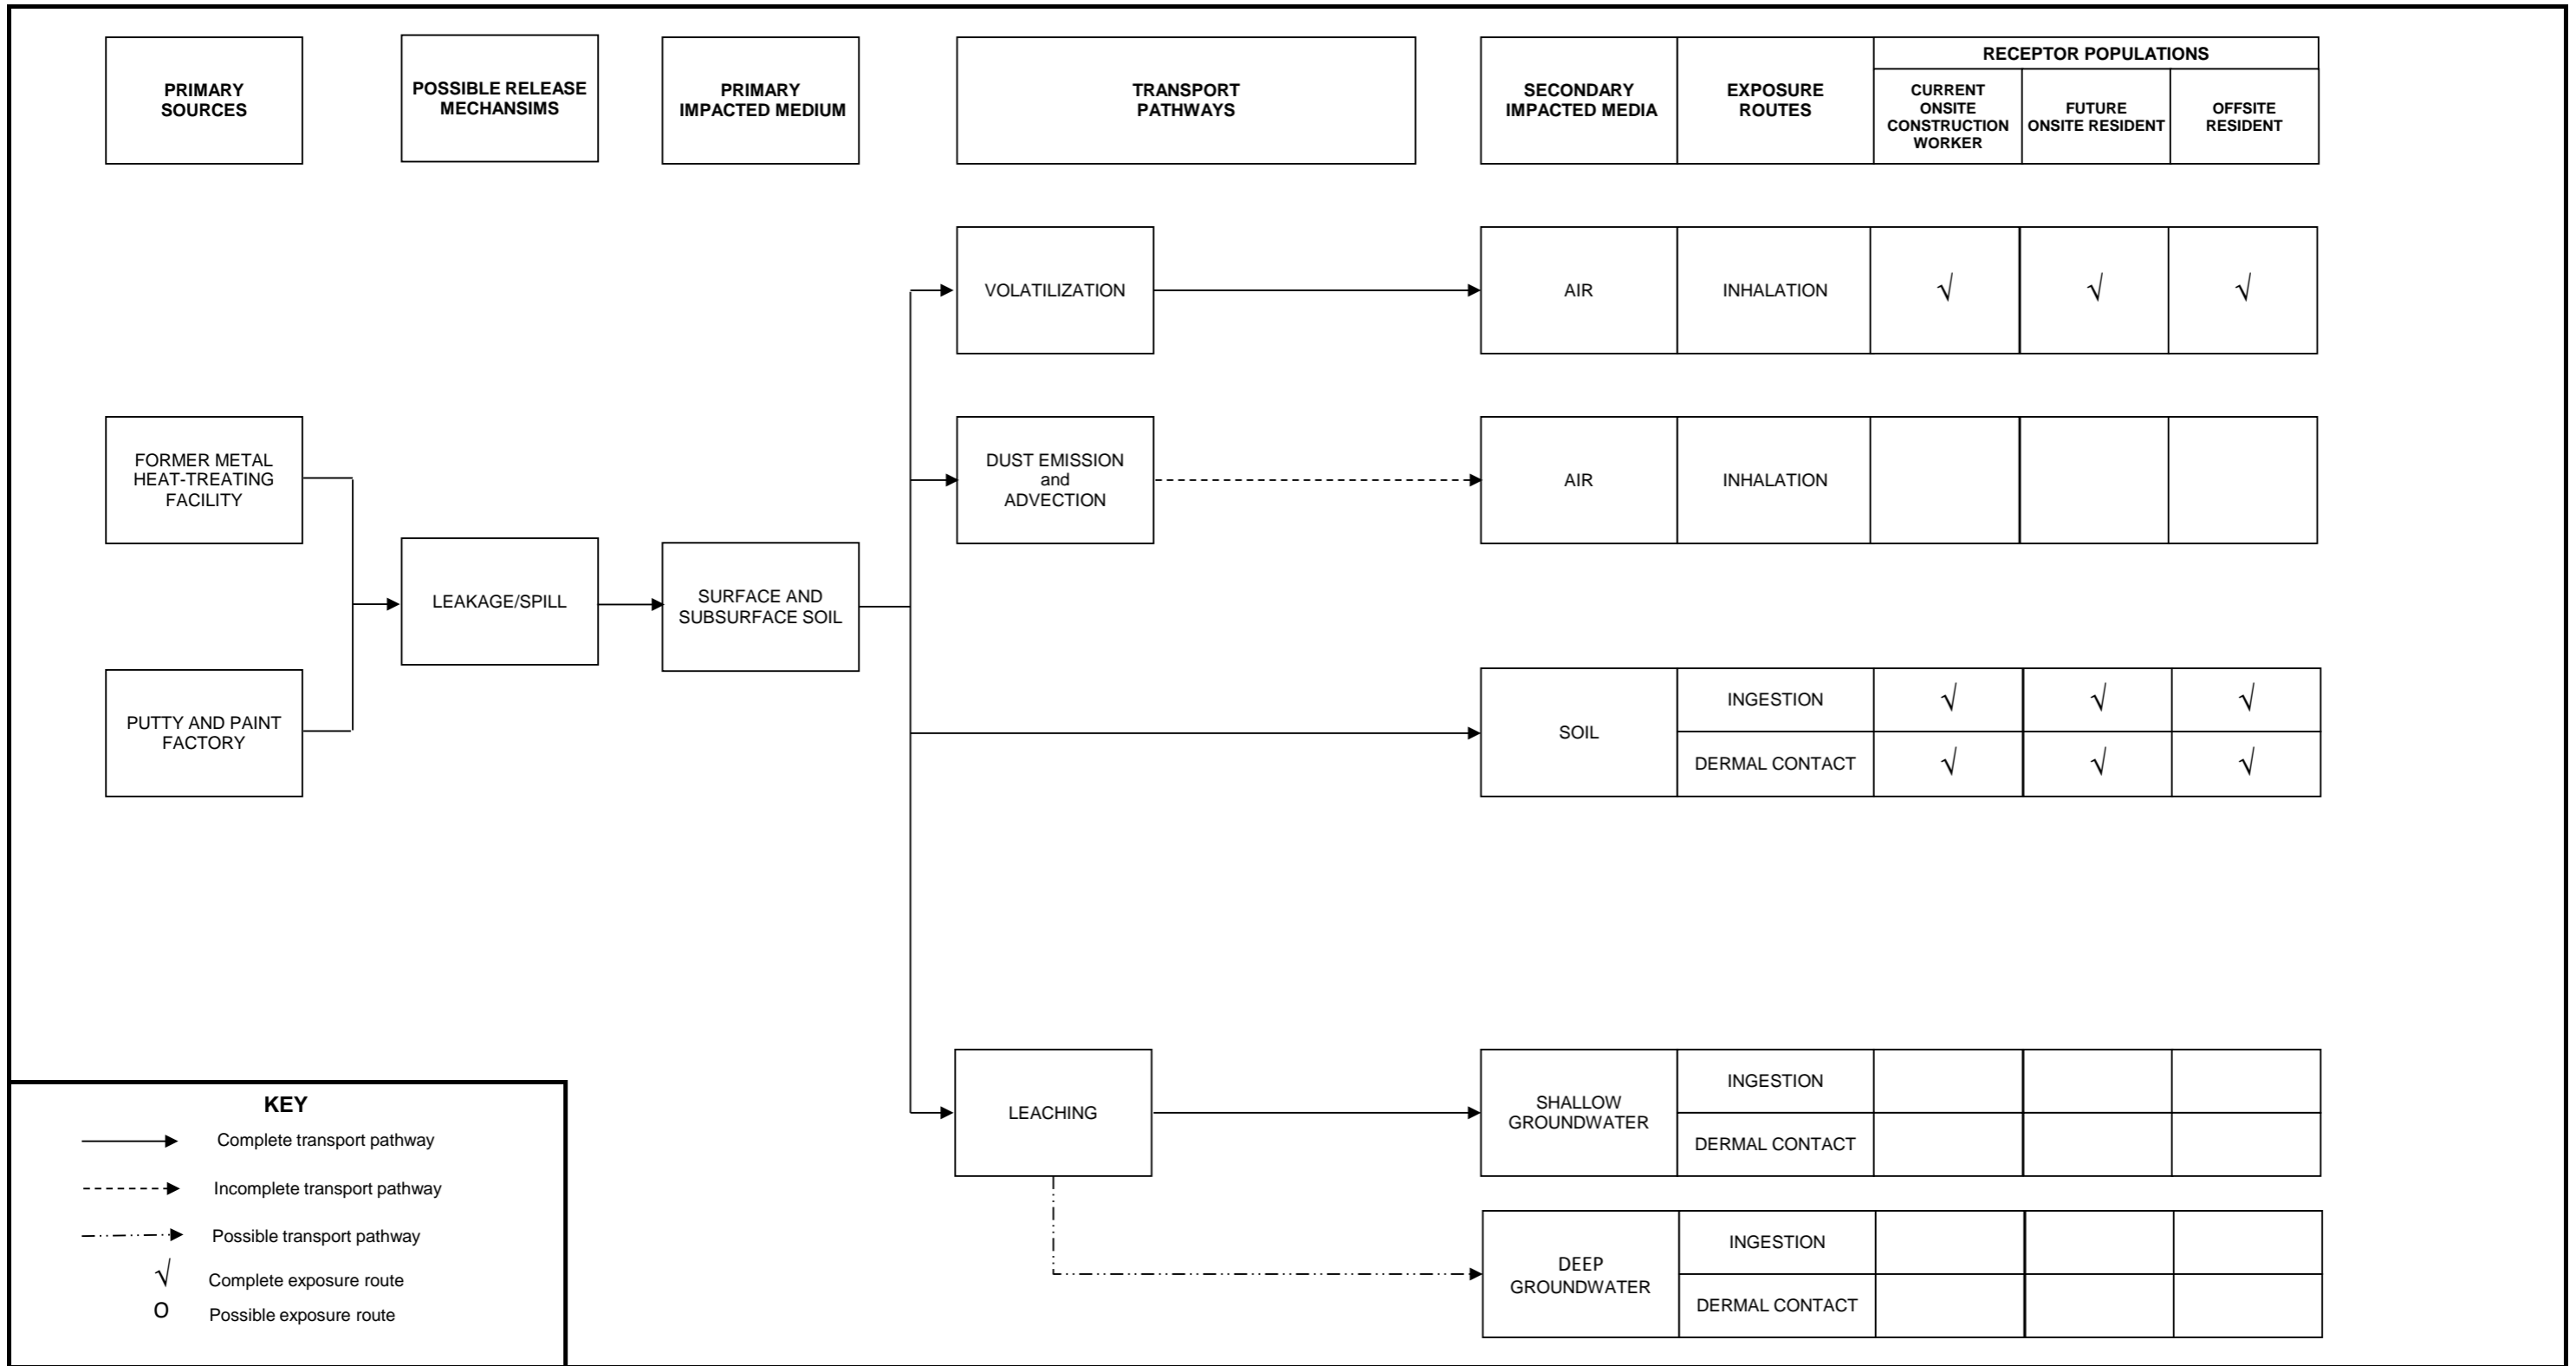 PRIMARY
SOURCES
POSSIBLE RELEASE
MECHANSIMS
PRIMARY
IMPACTED MEDIUM
TRANSPORT
PATHWAYS
SECONDARY
IMPACTED MEDIA
EXPOSURE
ROUTES
RECEPTOR POPULATIONS
CURRENT
ONSITE
CONSTRUCTION
WORKER
FUTURE
ONSITE RESIDENT
OFFSITE
RESIDENT
VOLATILIZATION
AIR
INHALATION
√
√
√
FORMER METAL
HEAT-TREATING
FACILITY
DUST EMISSION
and
ADVECTION
AIR
INHALATION
LEAKAGE/SPILL
SURFACE AND
SUBSURFACE SOIL
PUTTY AND PAINT
FACTORY
SOIL
INGESTION
√
√
√
DERMAL CONTACT
√
√
√
LEACHING
SHALLOW
GROUNDWATER
INGESTION
DERMAL CONTACT
DEEP
GROUNDWATER
INGESTION
DERMAL CONTACT
KEY
Complete transport pathway
Incomplete transport pathway
Possible transport pathway
√ Complete exposure route
O Possible exposure route